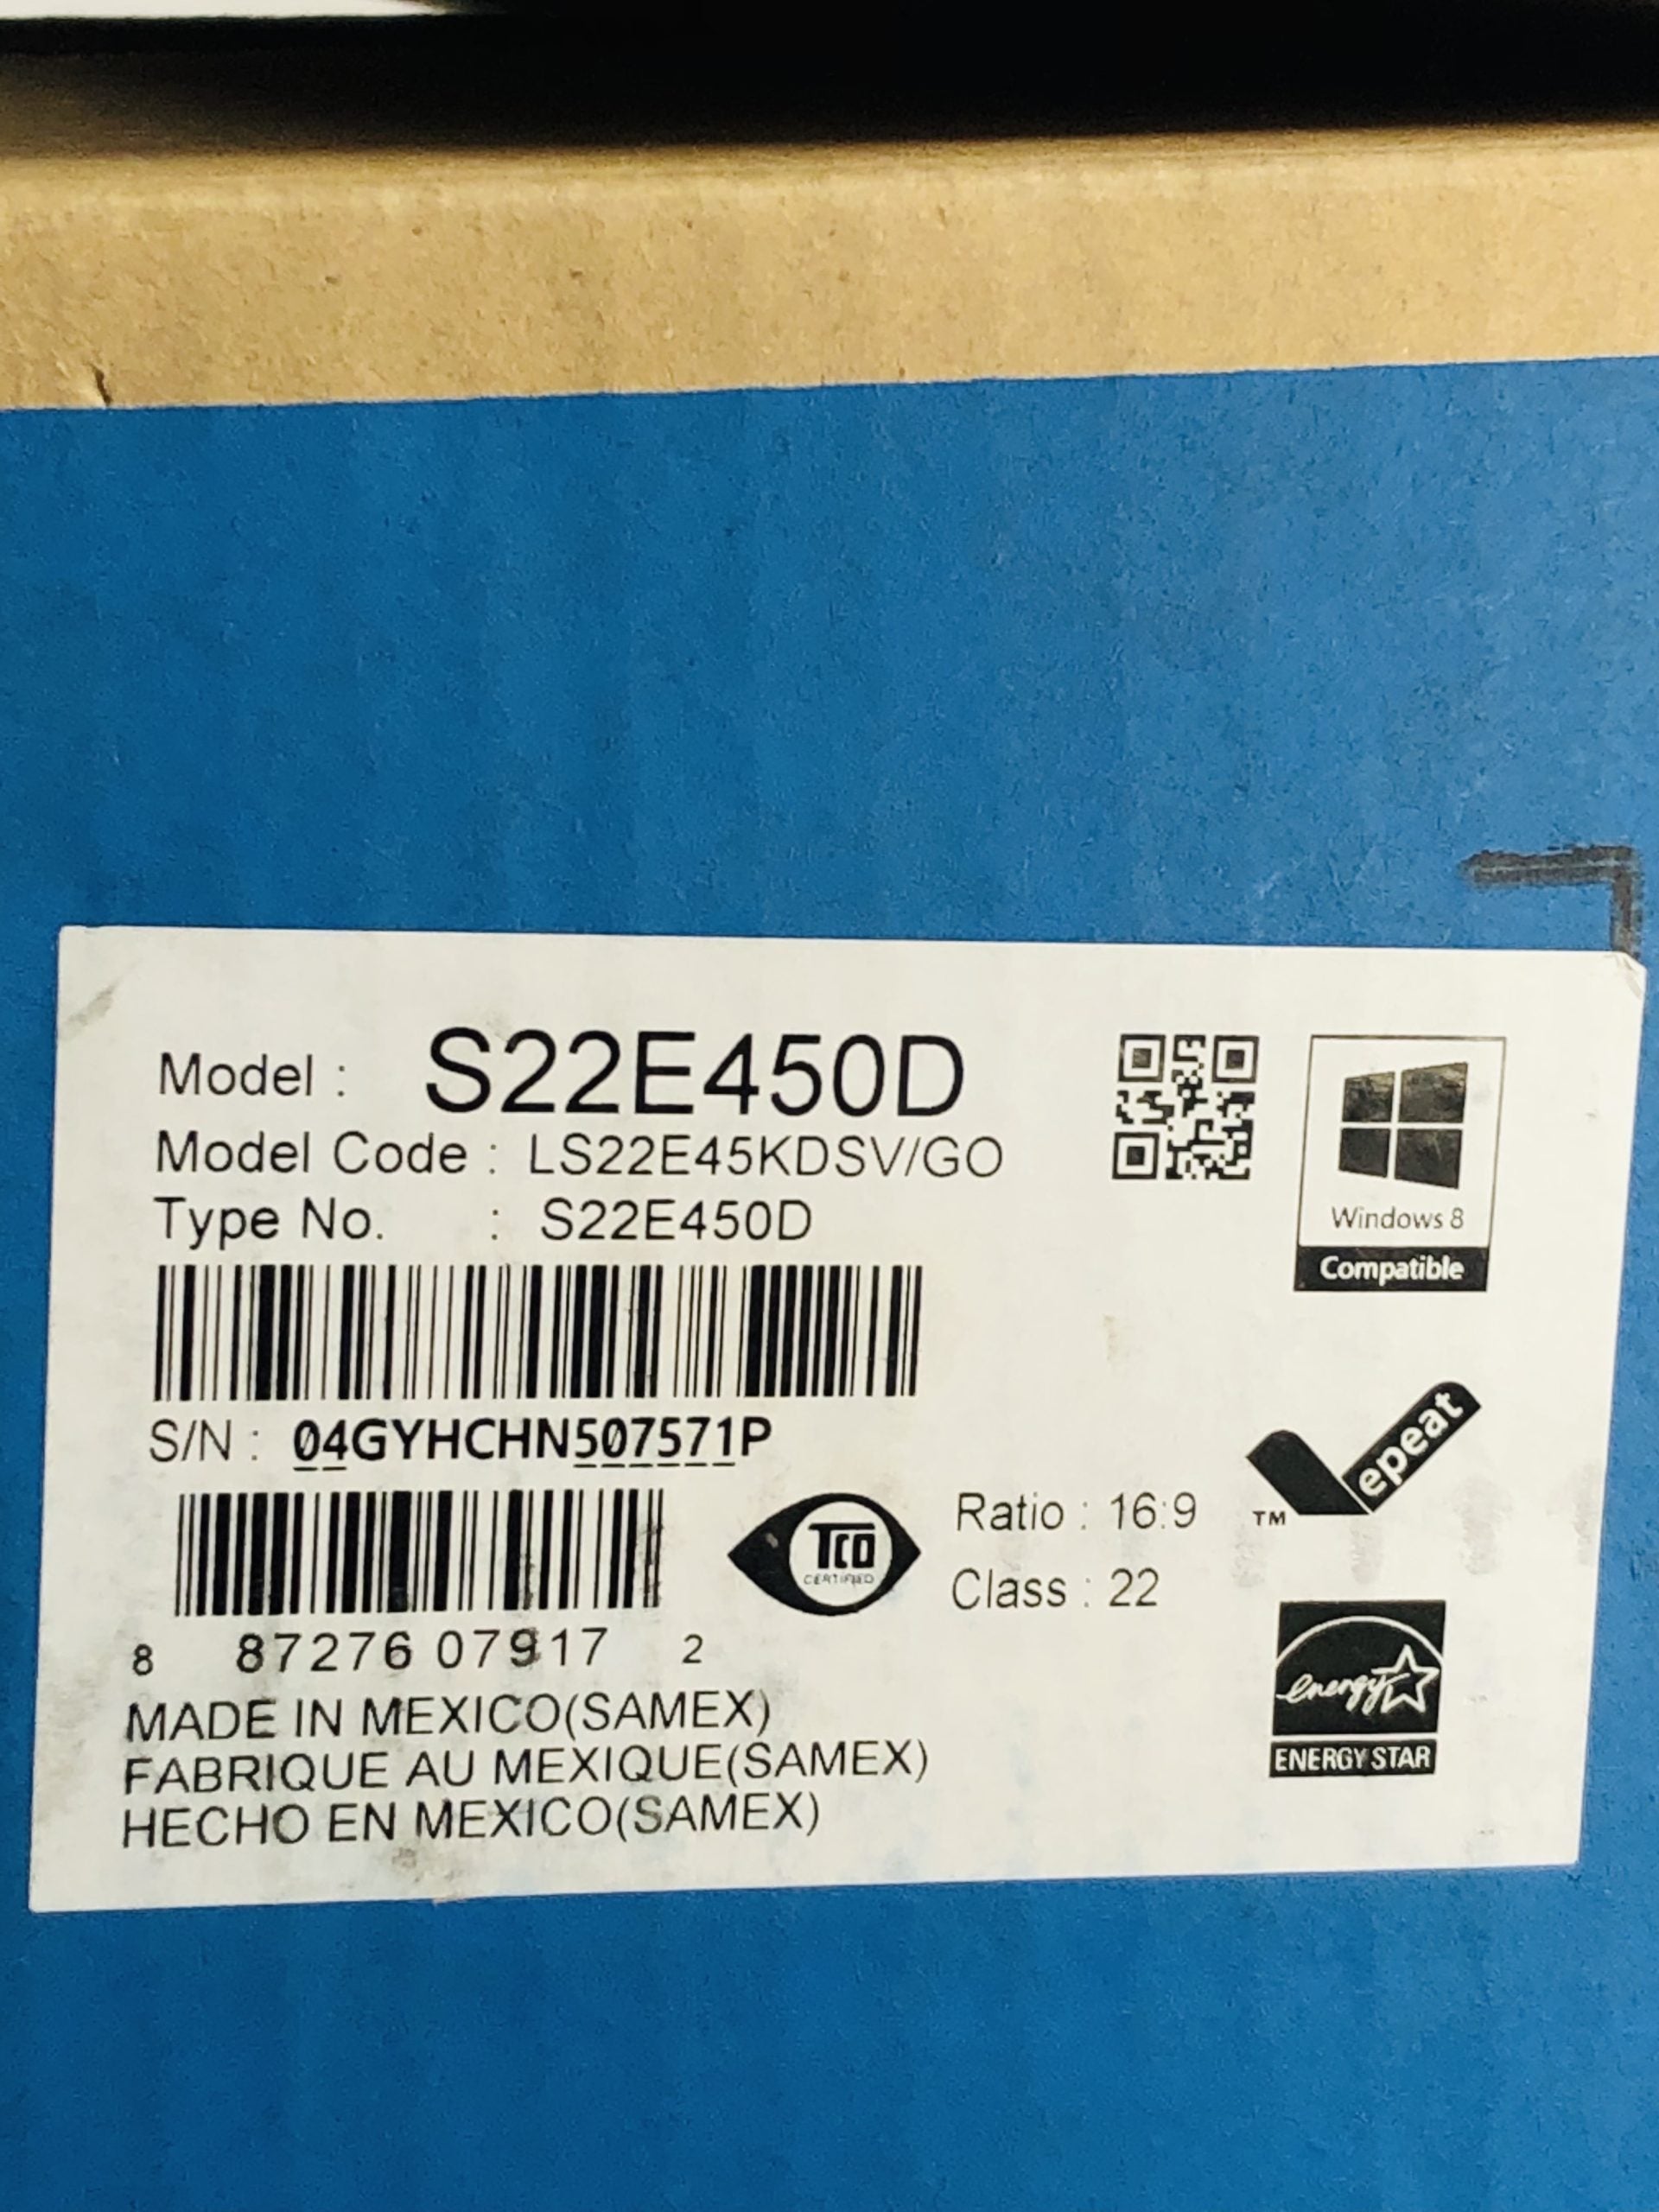 Model : S22E450D
Model Code : LS22E45KDSV/GO
Type No. : S22E450D
Windows 8
Compatible
S/N : 04GYHCHN507571P
epeat
TM
TCO
CERTIFIED
Ratio : 16:9
Class : 22
8 87276 07917 2
energy
ENERGY STAR
MADE IN MEXICO(SAMEX)
FABRIQUE AU MEXIQUE(SAMEX)
HECHO EN MEXICO(SAMEX)